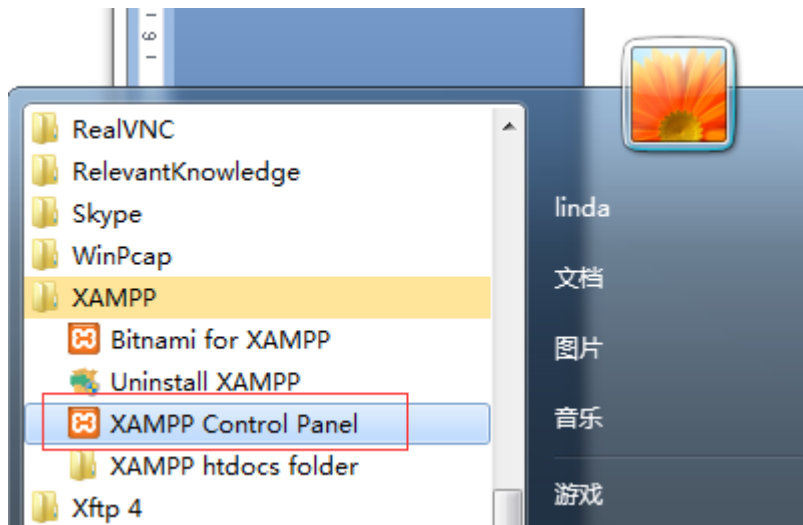 RealVNC
RelevantKnowledge
Skype
WinPcap
XAMPP
Bitnami for XAMPP
Uninstall XAMPP
XAMPP Control Panel
XAMPP htdocs folder
Xftp 4
linda
文档
图片
音乐
游戏